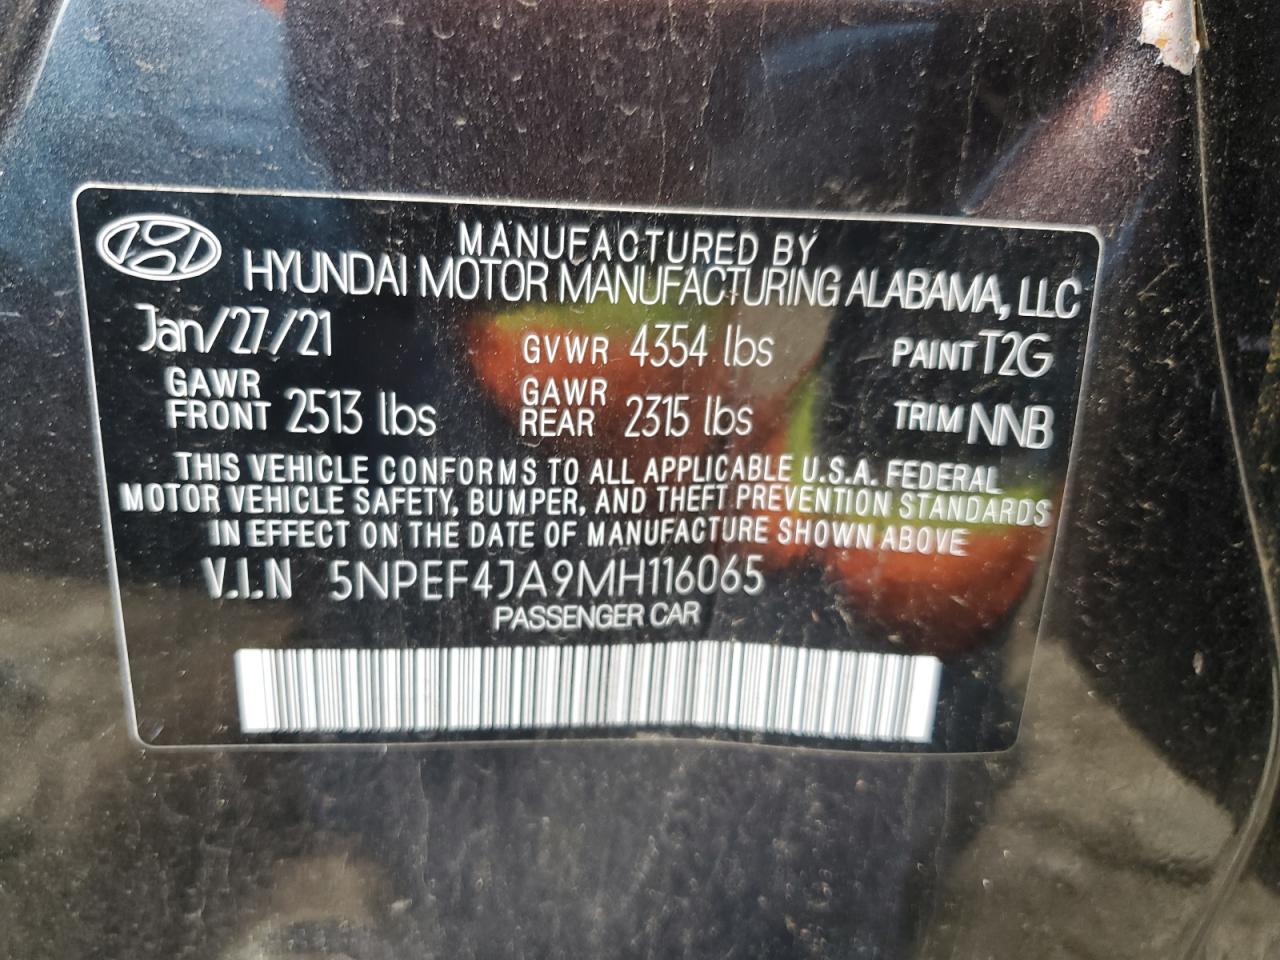 MANUFACTURED BY
HYUNDAI MOTOR MANUFACTURING ALABAMA, LLC
Jan/27/21 GVWR 4354 lbs PAINT T2G
GAWR FRONT 2513 lbs GAWR REAR 2315 lbs TRIM NNB
THIS VEHICLE CONFORMS TO ALL APPLICABLE U.S.A. FEDERAL
MOTOR VEHICLE SAFETY, BUMPER, AND THEFT PREVENTION STANDARDS
IN EFFECT ON THE DATE OF MANUFACTURE SHOWN ABOVE
V.I.N 5NPEF4JA9MH116065
PASSENGER CAR